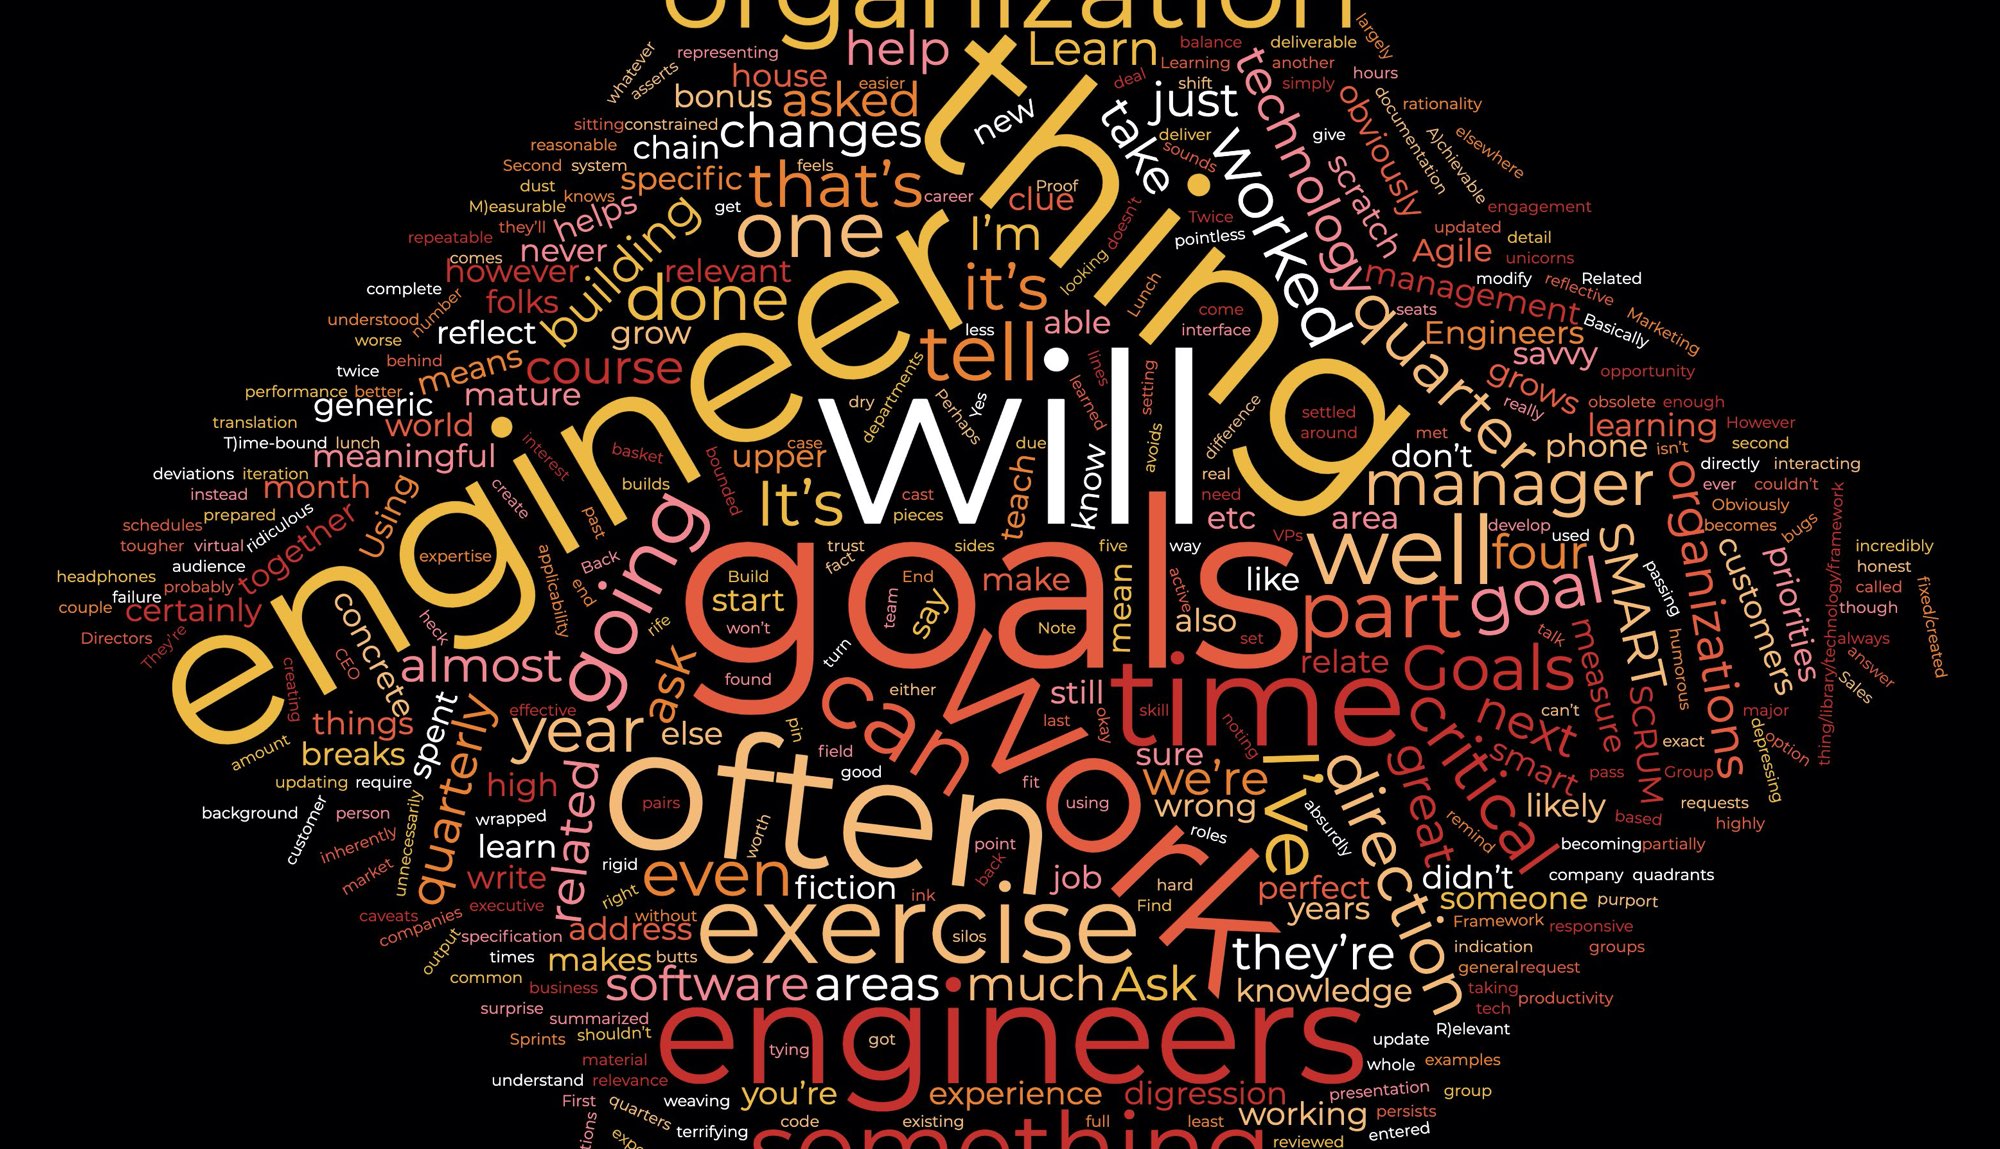 organization
help
Learn
balance
deliverable
largely
representing
whatever
asserts
house
easier
deal
Learning
another
simply
hours
bonus
asked
new
shift
just
technology
obviously
documentation
rationality
sitting
constrained
changes
take
deliver
give
AIchievable
elsewhere
reasonable
chain
thing
sounds
worked
scratch
Second
system
feels
that's
specific
dust
knows
career
Proof
clue
M)easurable
helps
building
get
one
I'm
doesn't
Twice
pointless
engagement
they'll
repeatable
never
updated
detail
Agile
unicorns
comes
however
relevant
it's
looking
Lunch
management
modify
reflective
Related
complete
number
folks
done
come
seats
quarter
Engineers
Basically
Marketing
understood
reflect
grow
less
able
interface
worse
behind
means
course
tell
savvy
opportunity
twice
performance
better
mature
engineer
departments
lines
learned
setting
grows
really
obsolete
enough
generic
dry
Perhaps
Yes
will
difference
settled
around
translation
world
interest
met
learning
However
T)ime-bound
lunch
meaningful
basket
bounded
case
upper
due
know
avoids
don't
phone
isn't
second
deviations
iteration
month
Using
create
builds
It's
cast
pieces
teach
real
need
manager
organizations
directly
interacting
instead
prepared
ridiculous
together
past
going
etc
area
develop
used
ever
couldn't
Obviously
becomes
bugs
schedules
tougher
virtual
audience
expertise
applicability
Back
end
trust
fact
sides
five
way
VPs
well
four
SMART
customers
priorities
thing/library/technology/framework
incredibly
honest
headphones
probably
failure
couple
certainly
concrete
heck
rife
Build
start
won't
goals
End
team
say
make
Note
mean
active
like
also
set
part
goal
passing
called
though
fixed/created
Directors
They're
creating
CEO
almost
ask
found
turn
either
still
relate
Goals
talk
measure
humorous
always
answer
Sales
things
spent
effective
year
else
pin
can
work
last
okay
time
skill
noting
critical
next
can't
SCRUM
major
option
depressing
amount
breaks
quarterly
often
field
good
fit
sure
we're
I've
direction
great
smart
pass
exact
Group
updating
require
high
related
pairs
using
wrong
absurdly
likely
based
requests
highly
background
customer
person
unnecessarily
wrapped
worth
roles
remind
inherently
learn
rigid
point
back
becoming
partially
market
write
right
even
fiction
ink
job
hard
Find
perfect
years
didn't
company
quadrants
caveats
companies
executive
without
someone
purport
output
specification
address
exercise
silos
they're
Framework
responsive
indication
groups
times
makes
butts
general
request
common
business
software
areas
much
Ask
knowledge
taking
tech
productivity
surprise
summarized
engineers
Sprints
shouldn't
tying
got
update
R)elevant
material
whole
examples
understand
relevance
First
quarters
weaving
you're
experience
digression
presentation
group
terrifying
code
existing
full
least
working
persists
something
reviewed
entered